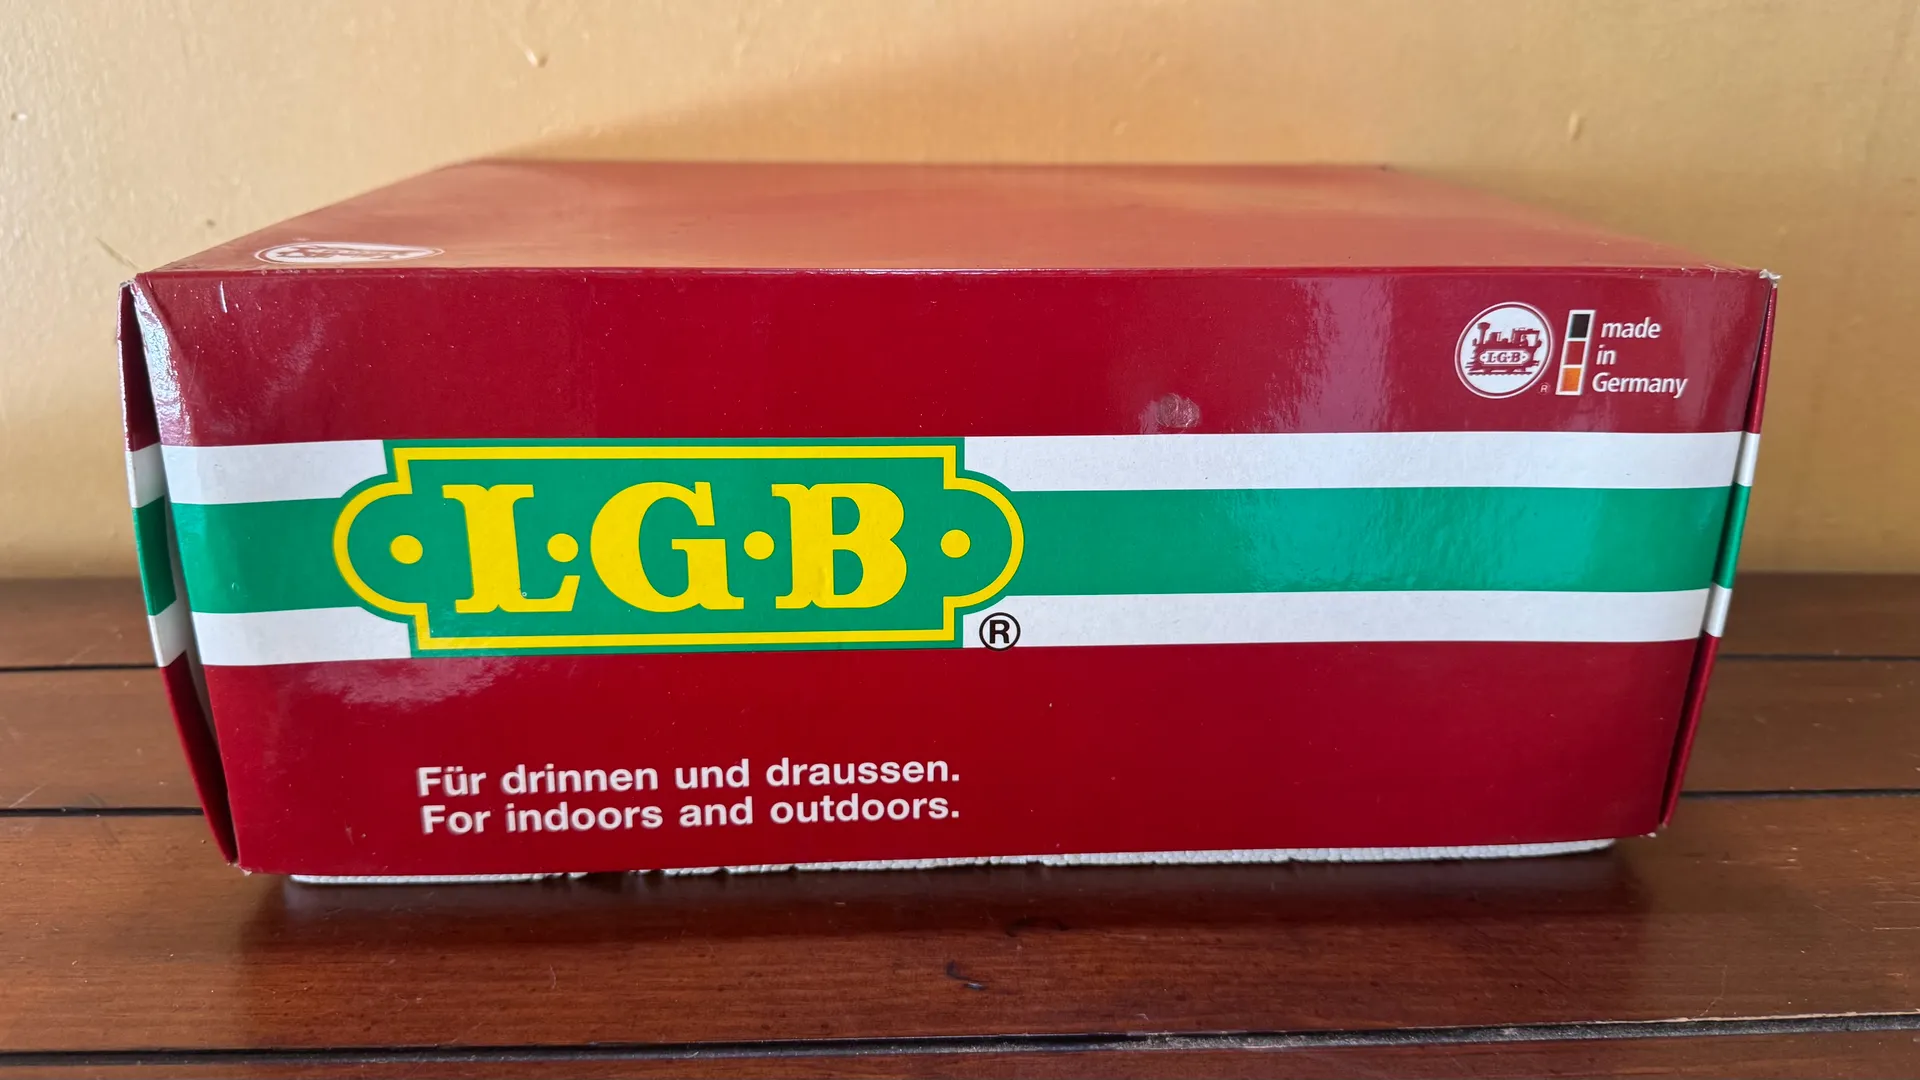 L·G·B
made
in
Germany
·L·G·B·
®
Für drinnen und draussen.
For indoors and outdoors.